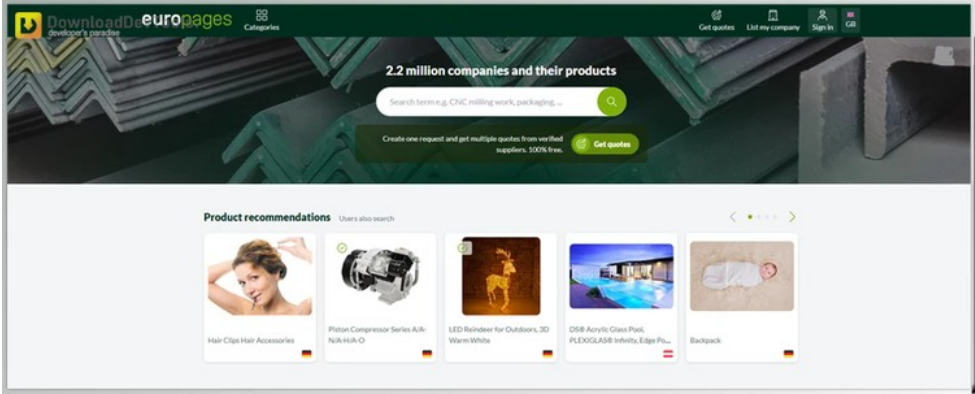 europages
Categories
Get quotes
List my company
Sign in
GB
developer's paradise
2.2 million companies and their products
Search term e.g. CNC milling work, packaging, ...
Create one request and get multiple quotes from verified
suppliers. 100% free.
Get quotes
Product recommendations Users also search
Hair Clips Hair Accessories
Piston Compressor Series A/A-
N/A-H/A-O
LED Reindeer for Outdoors, 3D
Warm White
DS® Acrylic Glass Pool,
PLEXIGLAS® Infinity, Edge Po...
Backpack